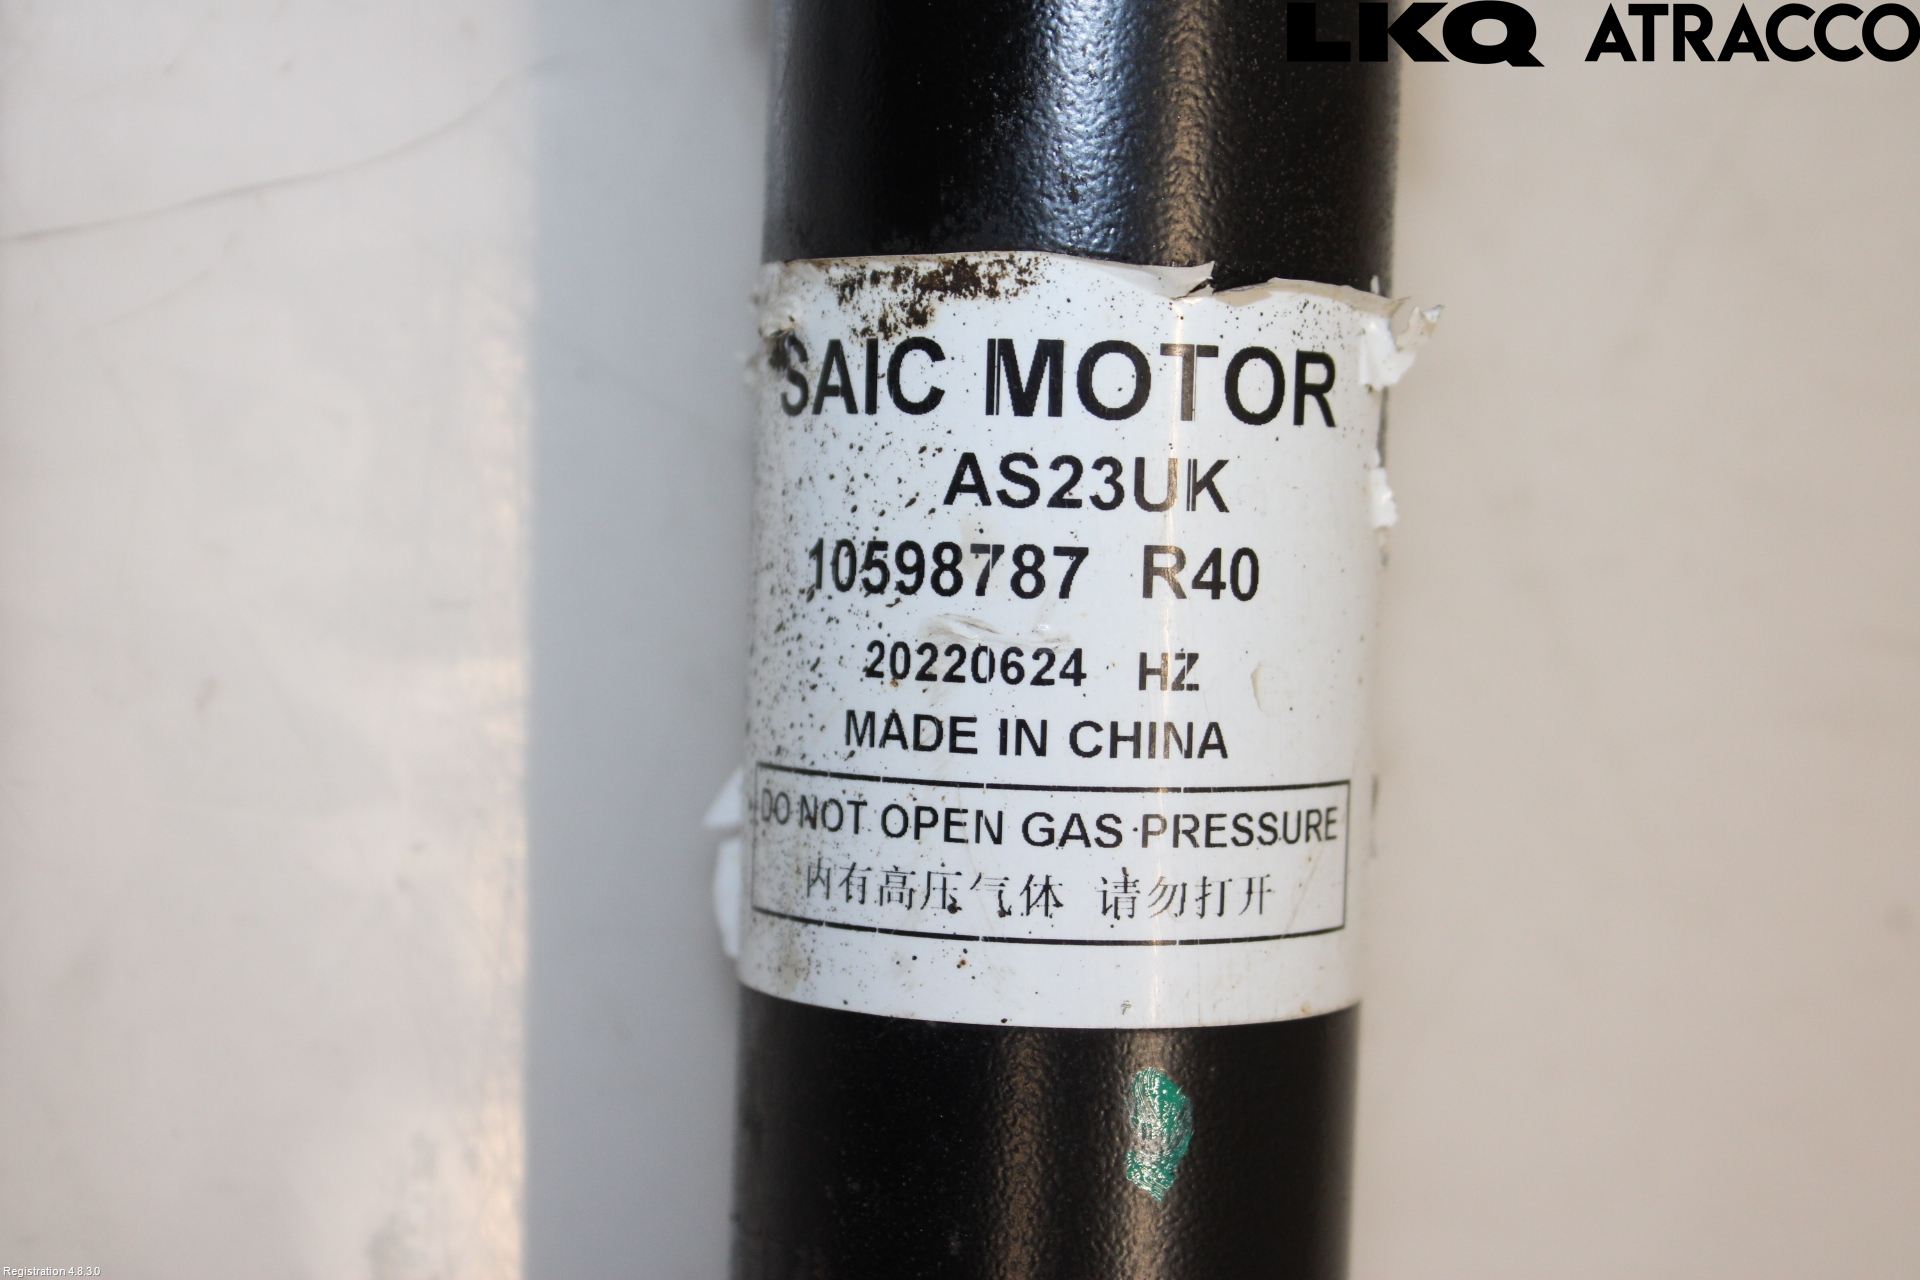 LKQ ATRACCO
SAIC MOTOR
AS23UK
10598787 R40
20220624 HZ
MADE IN CHINA
DO NOT OPEN GAS PRESSURE
内有高压气体 请勿打开
Registration 4.8.3.0